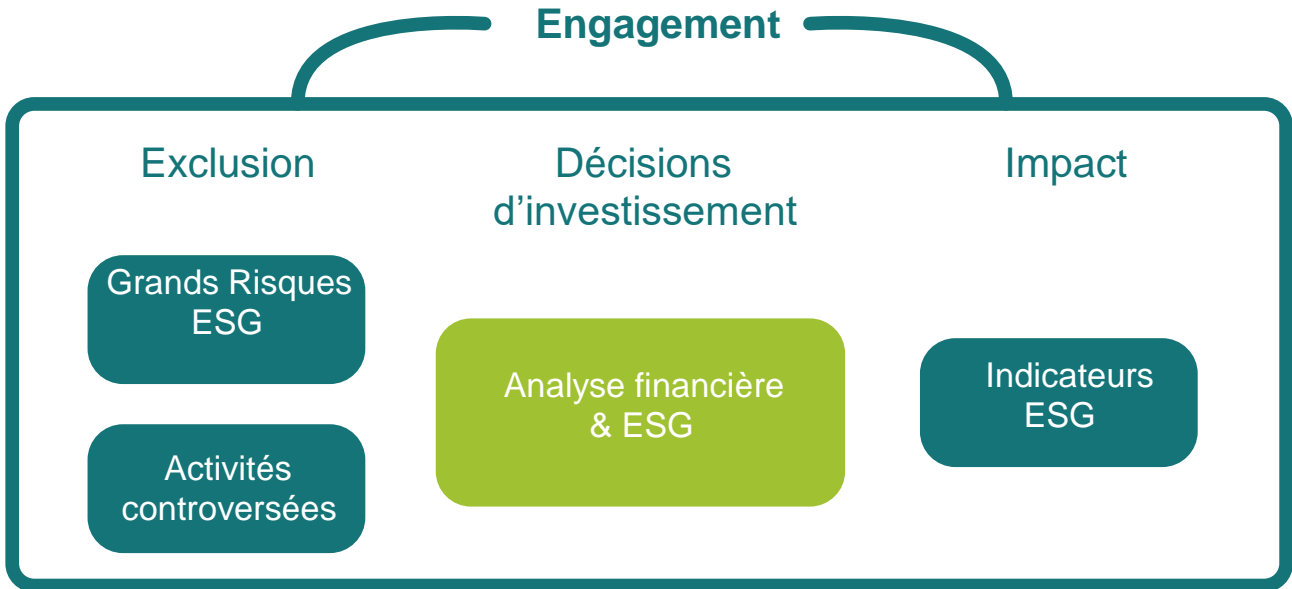 Engagement
Exclusion
Grands Risques
ESG
Activités
controversées
Décisions
d’investissement
Analyse financière
& ESG
Impact
Indicateurs
ESG